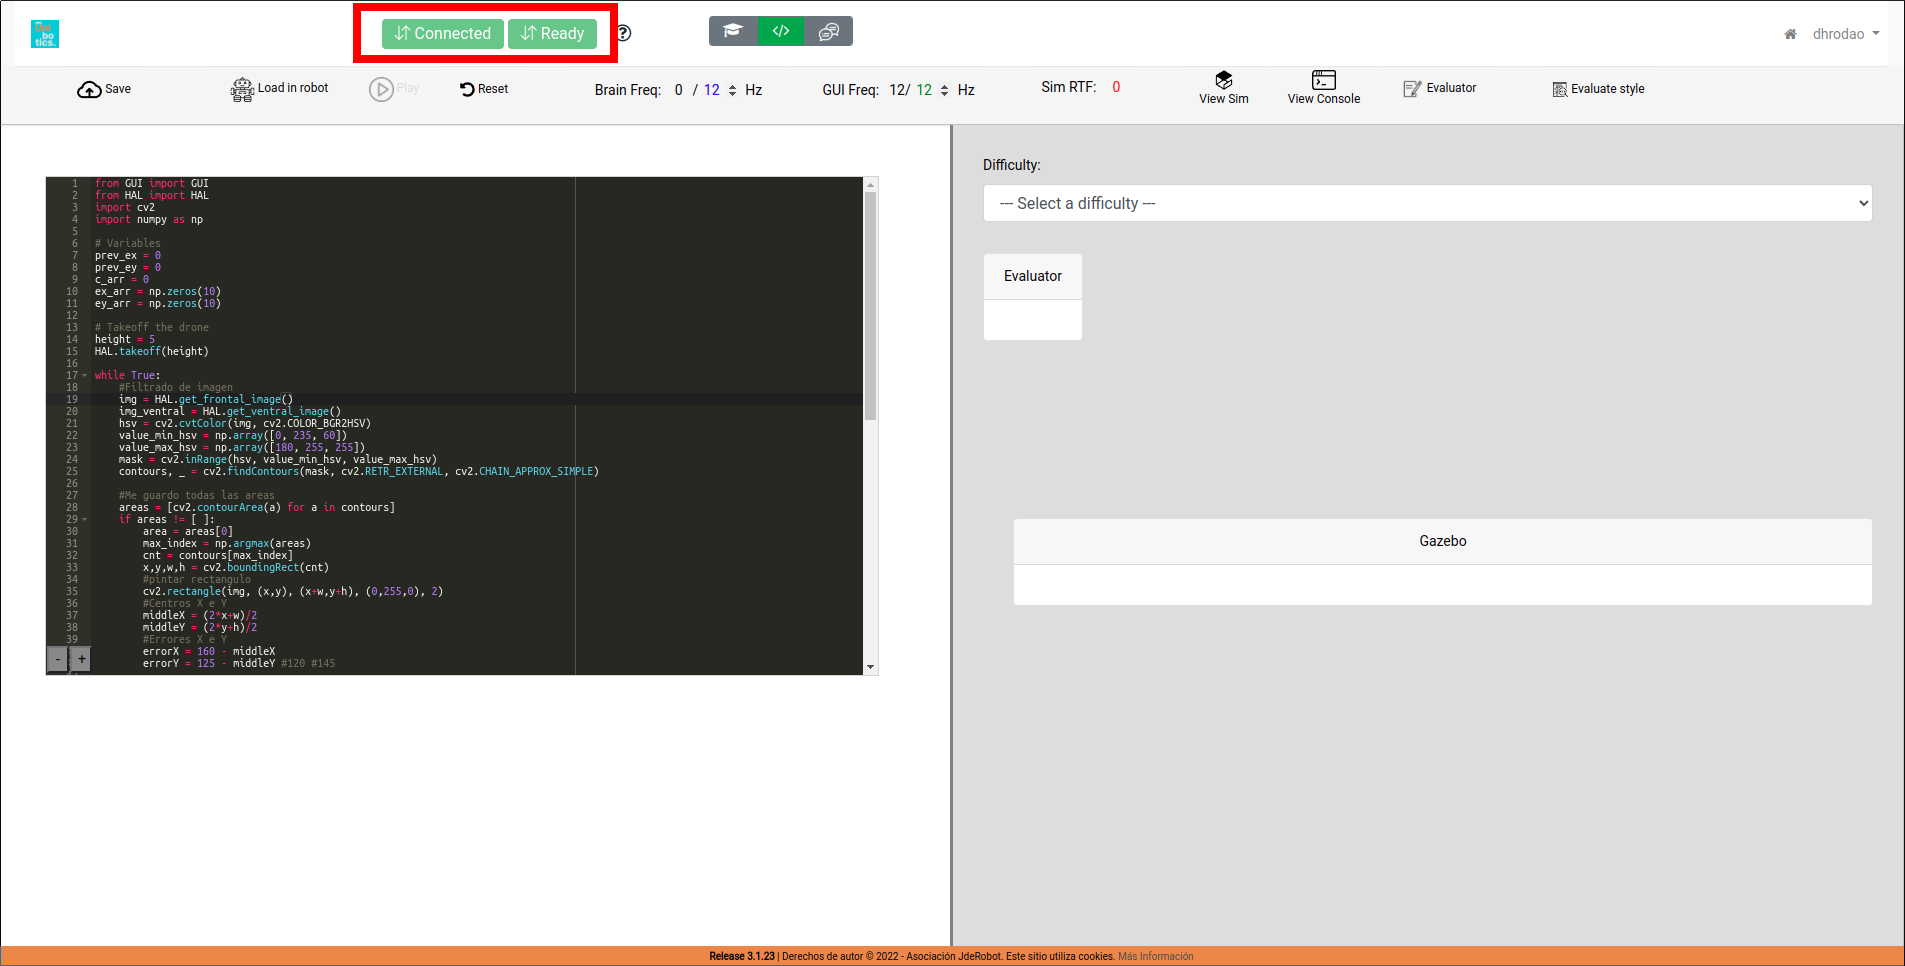 Unibotics.
Connected
Ready
?
</>
dhrodao
Save
Load in robot
Play
Reset
Brain Freq: 0 / 12 Hz
GUI Freq: 12/ 12 Hz
Sim RTF: 0
View Sim
View Console
Evaluator
Evaluate style
1 from GUI import GUI
2 from HAL import HAL
3 import cv2
4 import numpy as np
5
6 # Variables
7 prev_ex = 0
8 prev_ey = 0
9 c_arr = 0
10 ex_arr = np.zeros(10)
11 ey_arr = np.zeros(10)
12
13 # Takeoff the drone
14 height = 5
15 HAL.takeoff(height)
16
17 while True:
18 #Filtrado de imagen
19 img = HAL.get_frontal_image()
20 img_ventral = HAL.get_ventral_image()
21 hsv = cv2.cvtColor(img, cv2.COLOR_BGR2HSV)
22 value_min_hsv = np.array([0, 235, 60])
23 value_max_hsv = np.array([180, 255, 255])
24 mask = cv2.inRange(hsv, value_min_hsv, value_max_hsv)
25 contours, _ = cv2.findContours(mask, cv2.RETR_EXTERNAL, cv2.CHAIN_APPROX_SIMPLE)
26
27 #Me guardo todas las areas
28 areas = [cv2.contourArea(a) for a in contours]
29 if areas != [ ]:
30 area = areas[0]
31 max_index = np.argmax(areas)
32 cnt = contours[max_index]
33 x,y,w,h = cv2.boundingRect(cnt)
34 #pintar rectangulo
35 cv2.rectangle(img, (x,y), (x+w,y+h), (0,255,0), 2)
36 #Centros X e Y
37 middleX = (2*x+w)/2
38 middleY = (2*y+h)/2
39 #Errores X e Y
errorX = 160 - middleX
errorY = 125 - middleY #120 #145
- +
Difficulty:
--- Select a difficulty ---
Evaluator
Gazebo
Release 3.1.23 | Derechos de autor © 2022 - Asociación JdeRobot. Este sitio utiliza cookies. Más Información